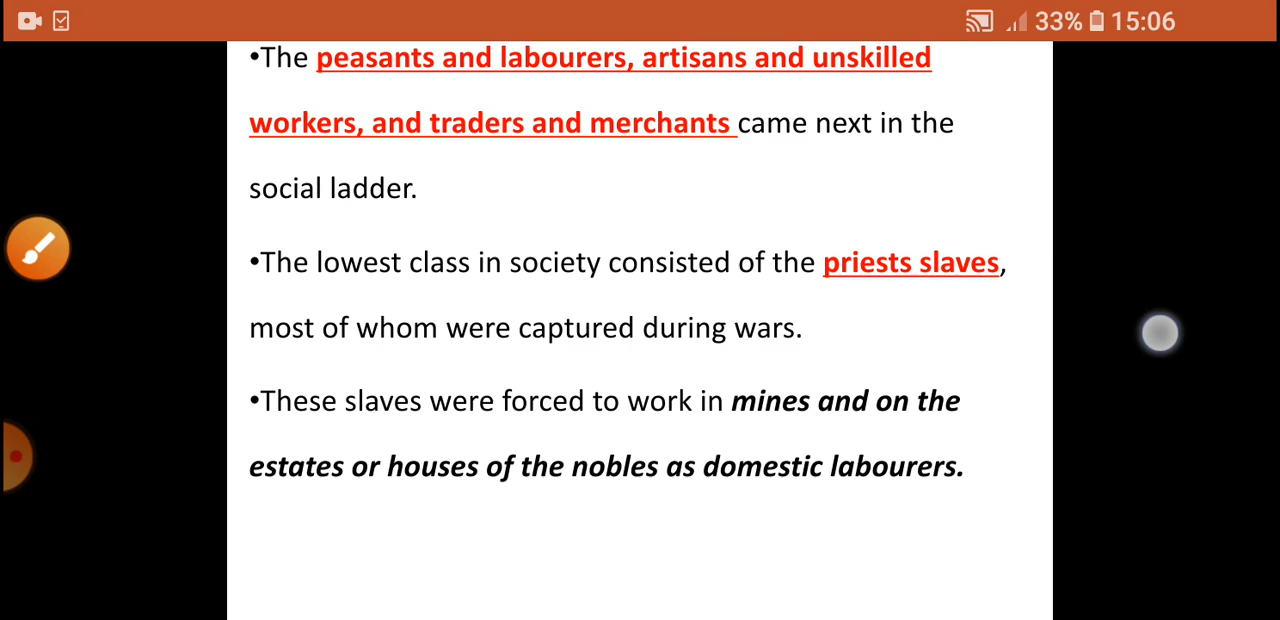 33% 15:06
•The peasants and labourers, artisans and unskilled
workers, and traders and merchants came next in the
social ladder.
•The lowest class in society consisted of the priests slaves,
most of whom were captured during wars.
•These slaves were forced to work in mines and on the
estates or houses of the nobles as domestic labourers.